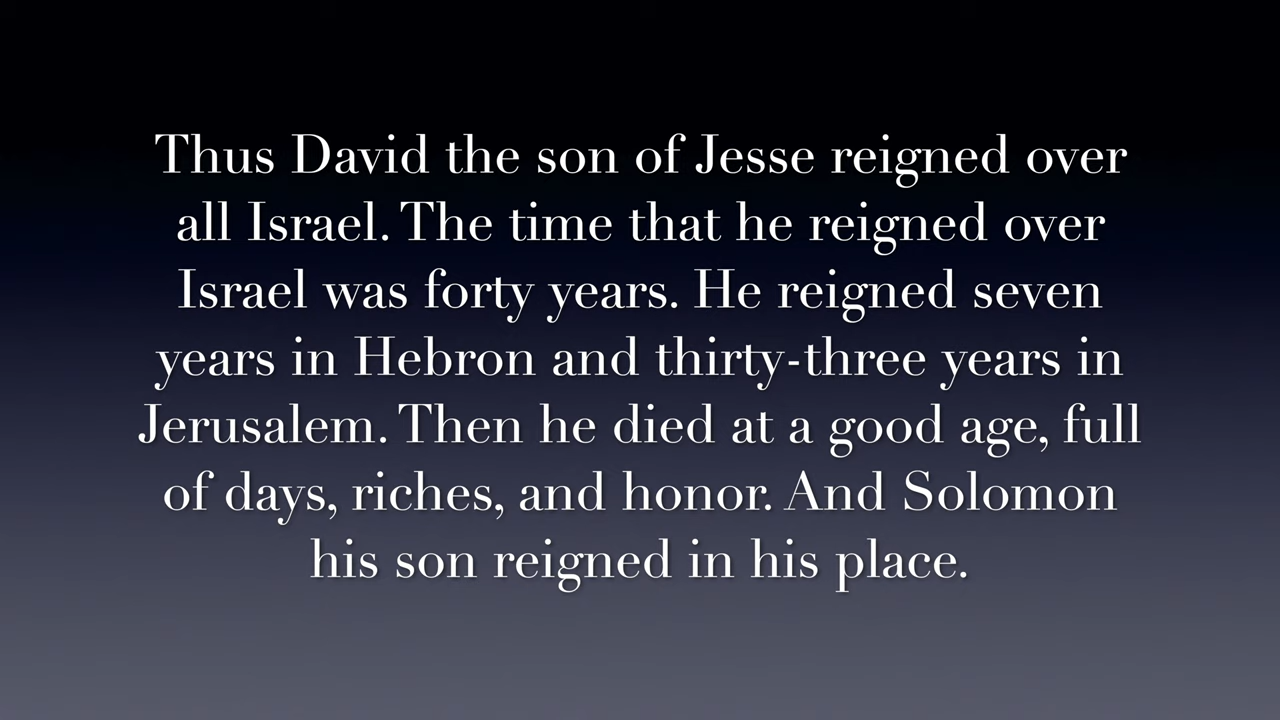 Thus David the son of Jesse reigned over
all Israel. The time that he reigned over
Israel was forty years. He reigned seven
years in Hebron and thirty-three years in
Jerusalem. Then he died at a good age, full
of days, riches, and honor. And Solomon
his son reigned in his place.